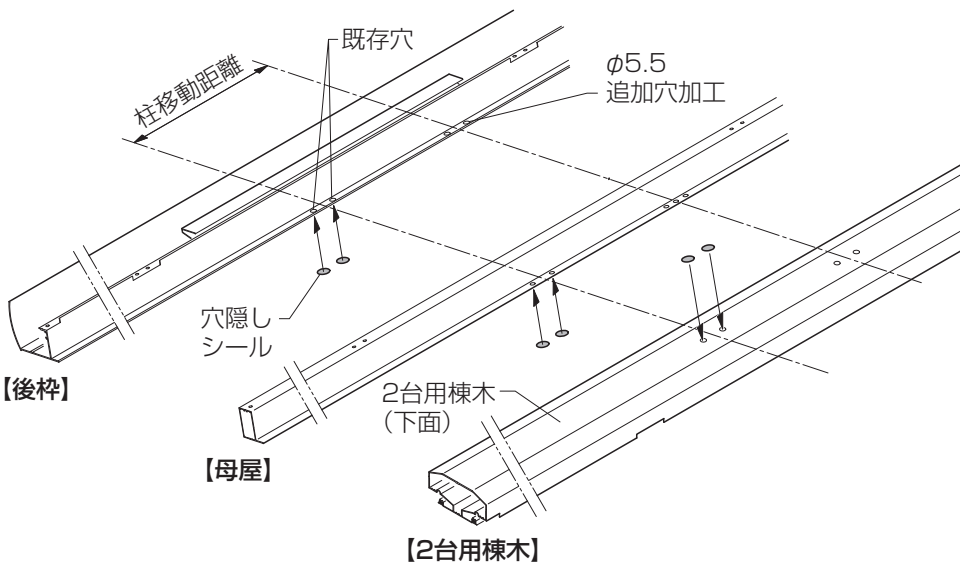 既存穴
φ5.5
追加穴加工
柱移動距離
穴隠し
シール
【後枠】
2台用棟木
（下面）
【母屋】
【2台用棟木】